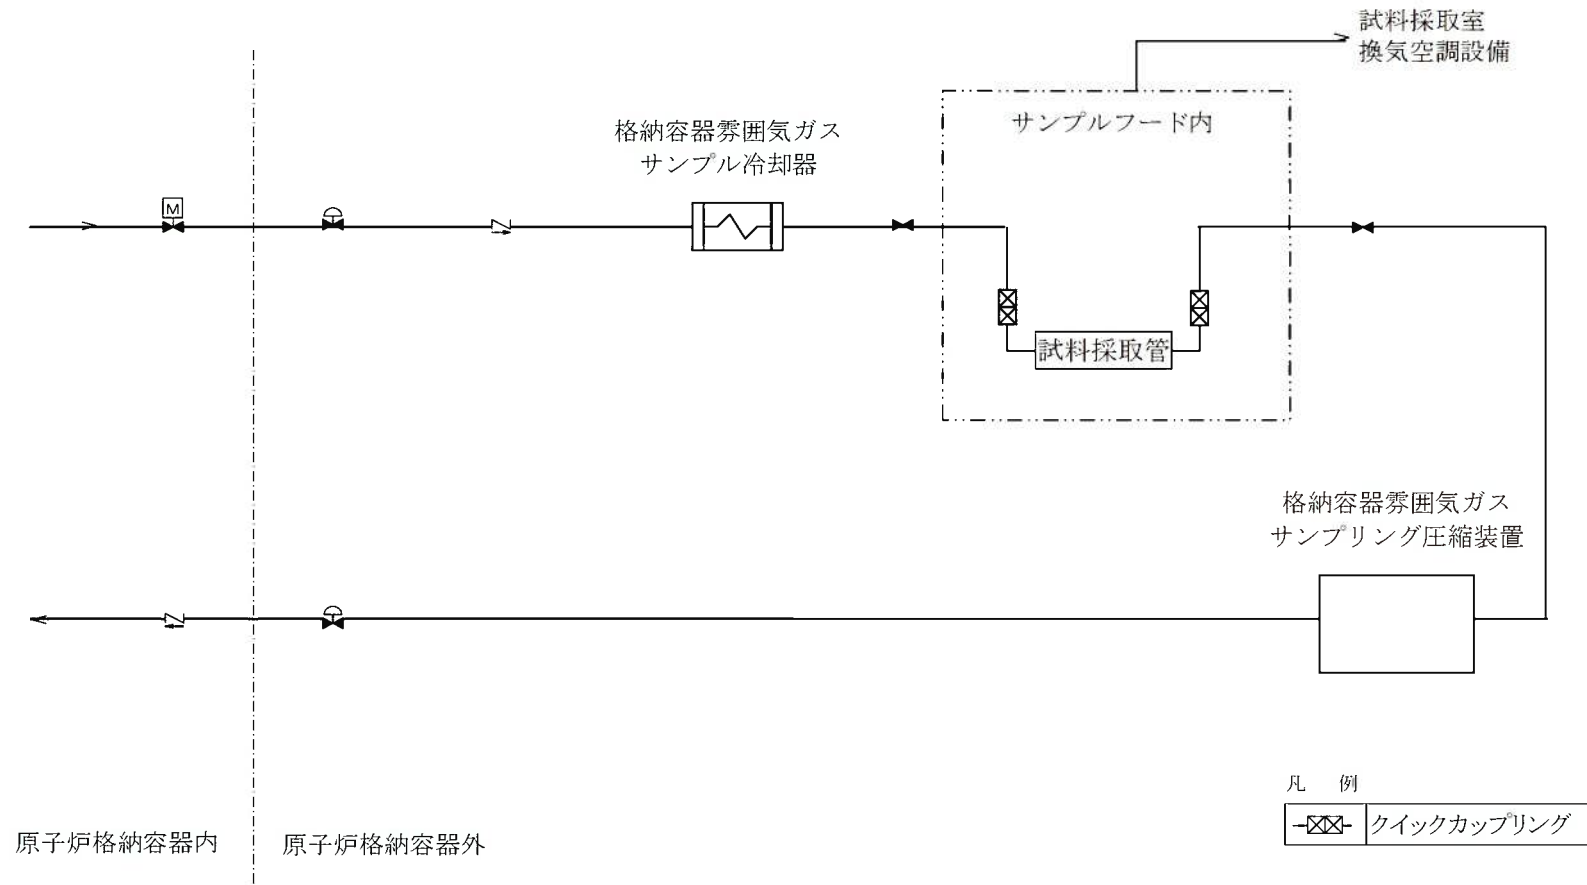 試料採取室
換気空調設備
サンプルフード内
格納容器雰囲気ガス
サンプル冷却器
M
試料採取管
格納容器雰囲気ガス
サンプリング圧縮装置
凡 例
クイックカップリング
原子炉格納容器内
原子炉格納容器外